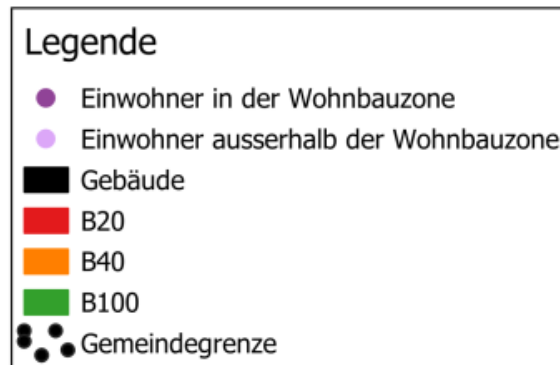 Legende
Einwohner in der Wohnbauzone
Einwohner ausserhalb der Wohnbauzone
Gebäude
B20
B40
B100
Gemeindegrenze